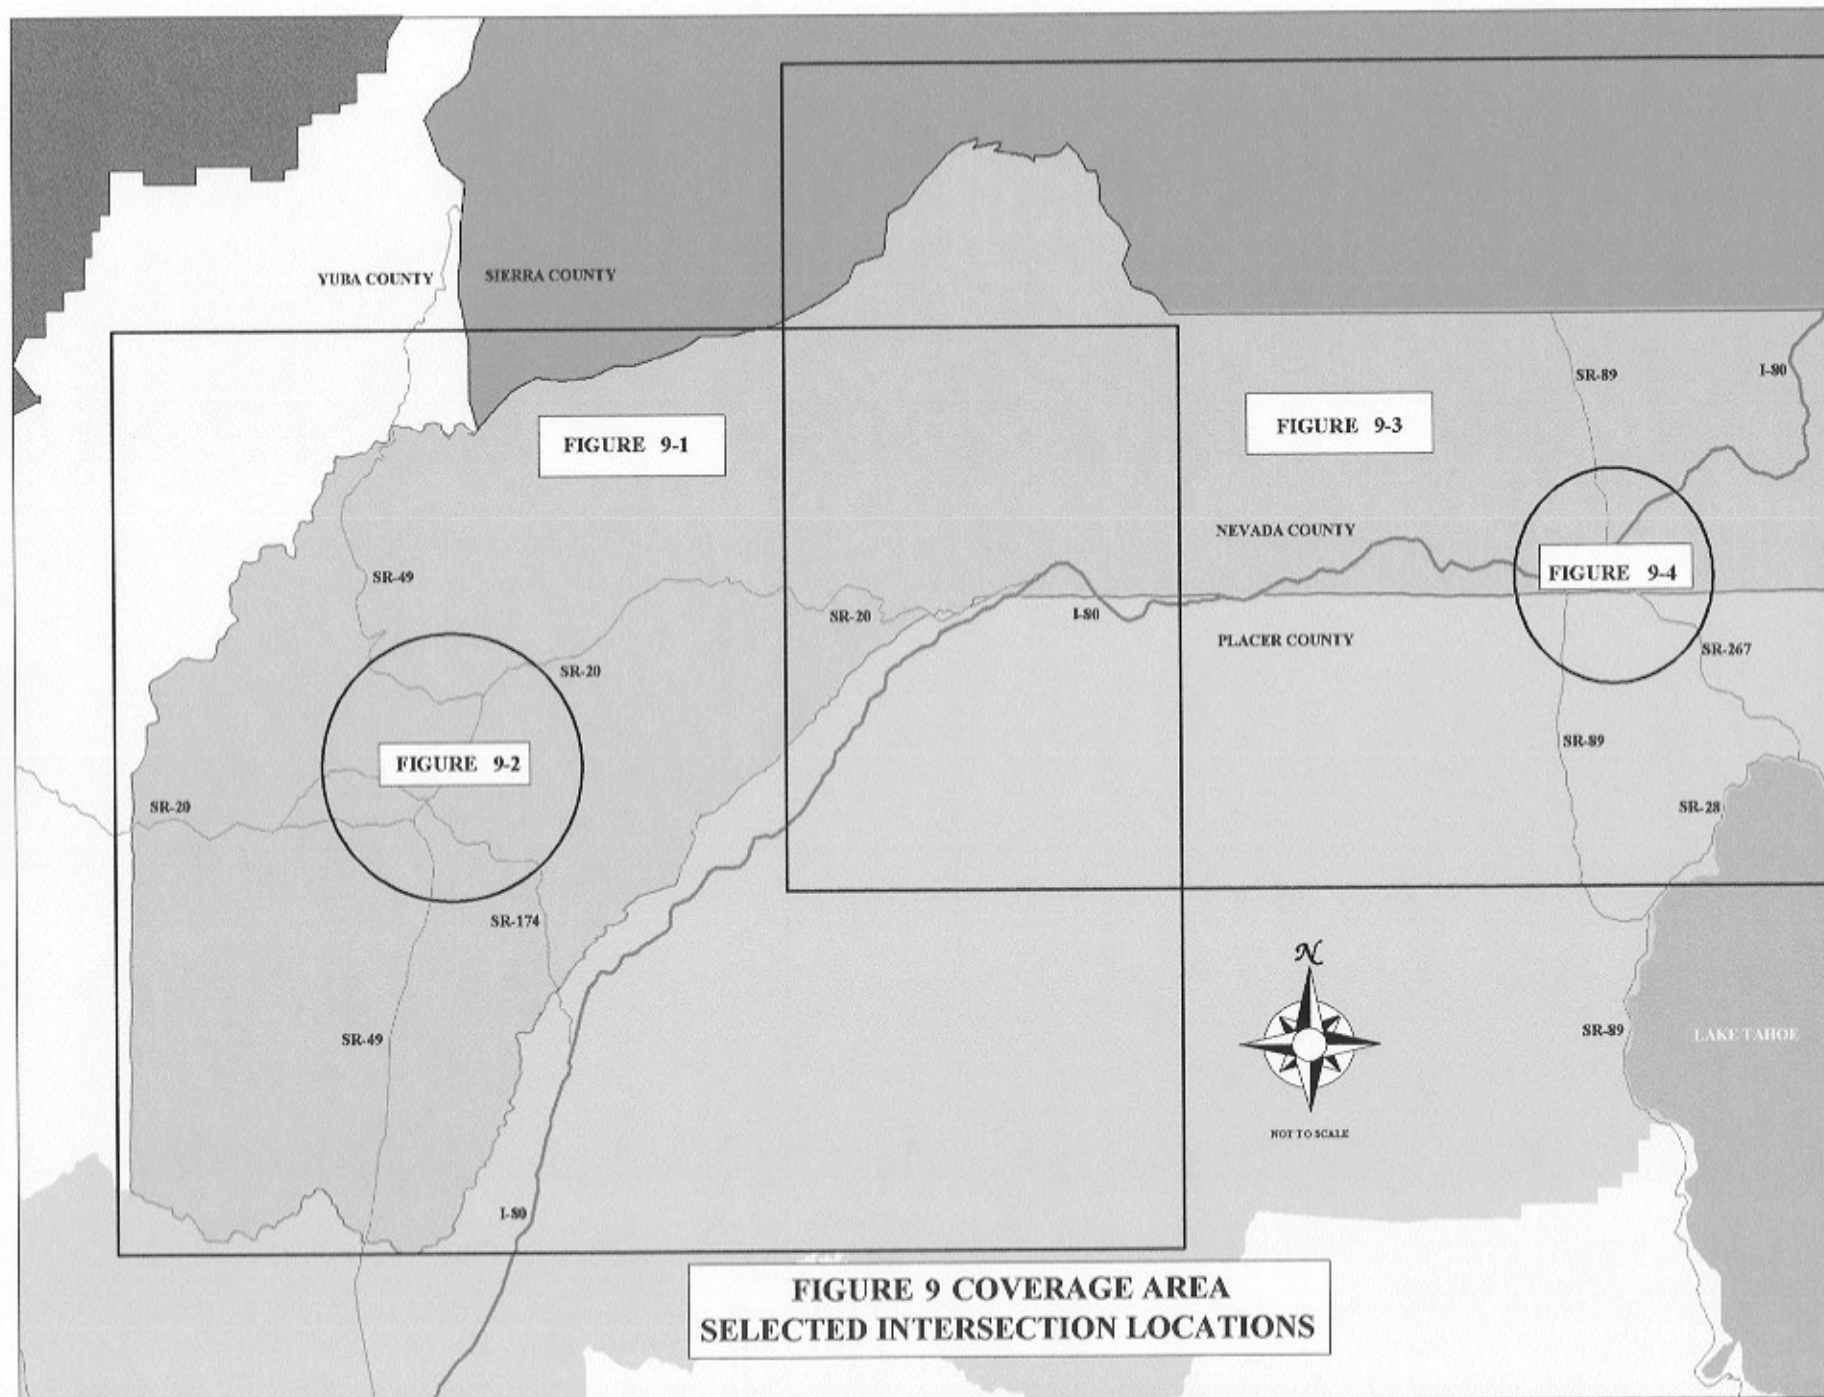 YUBA COUNTY
SIERRA COUNTY
SR-89
I-80
FIGURE 9-1
FIGURE 9-3
NEVADA COUNTY
SR-49
FIGURE 9-4
SR-20
I-80
PLACER COUNTY
SR-20
SR-267
SR-89
FIGURE 9-2
SR-20
SR-28
SR-174
N
SR-49
SR-89
LAKE TAHOE
NOT TO SCALE
I-80
FIGURE 9 COVERAGE AREA
SELECTED INTERSECTION LOCATIONS